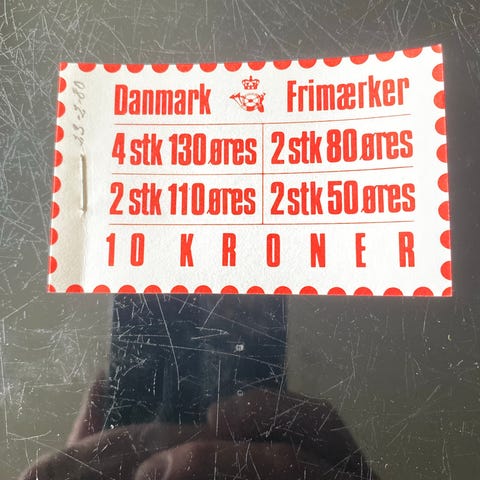 Danmark Frimærker
4 stk 130 øres 2 stk 80 øres
2 stk 110 øres 2 stk 50 øres
10 KRONER